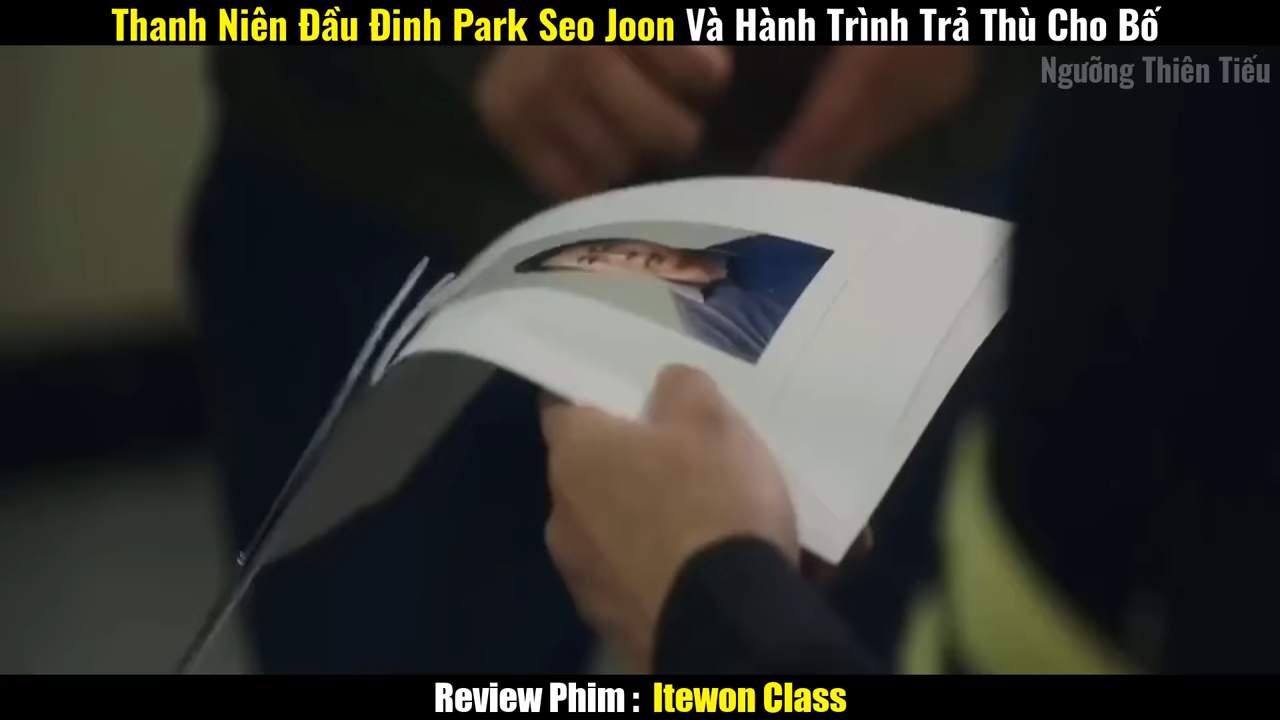 Thanh Niên Đầu Đinh Park Seo Joon Và Hành Trình Trả Thù Cho Bố
Ngưỡng Thiên Tiếu
Review Phim : Itewon Class